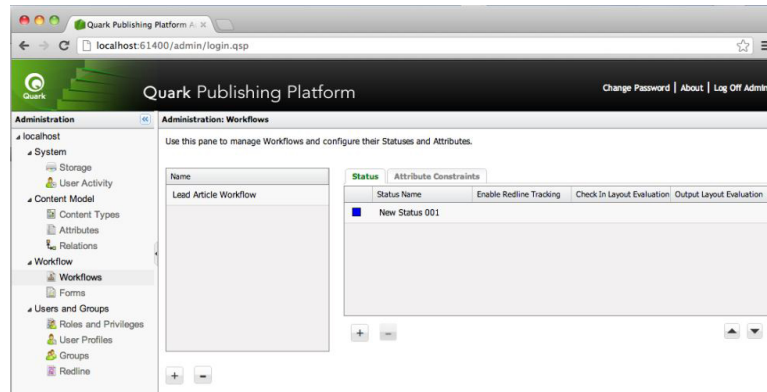 Quark Publishing Platform A
localhost:61400/admin/login.qsp
Quark
Quark Publishing Platform
Change Password | About | Log Off Admin
Administration
Administration: Workflows
localhost
System
Storage
User Activity
Content Model
Content Types
Attributes
Relations
Workflow
Workflows
Forms
Users and Groups
Roles and Privileges
User Profiles
Groups
Redline
Use this pane to manage Workflows and configure their Statuses and Attributes.
Name
Lead Article Workflow
Status Attribute Constraints
Status Name Enable Redline Tracking Check In Layout Evaluation Output Layout Evaluation
New Status 001